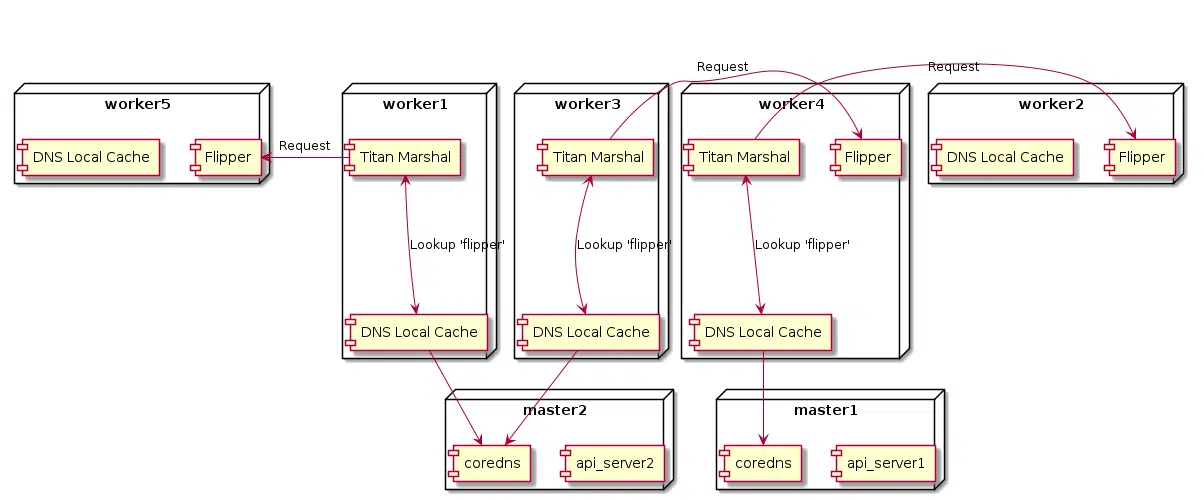 Request
Request
worker5
worker1
worker3
worker4
worker2
DNS Local Cache
Flipper
Request
Titan Marshal
Titan Marshal
Titan Marshal
Flipper
DNS Local Cache
Flipper
Lookup 'flipper'
Lookup 'flipper'
Lookup 'flipper'
DNS Local Cache
DNS Local Cache
DNS Local Cache
master2
master1
coredns
api_server2
coredns
api_server1